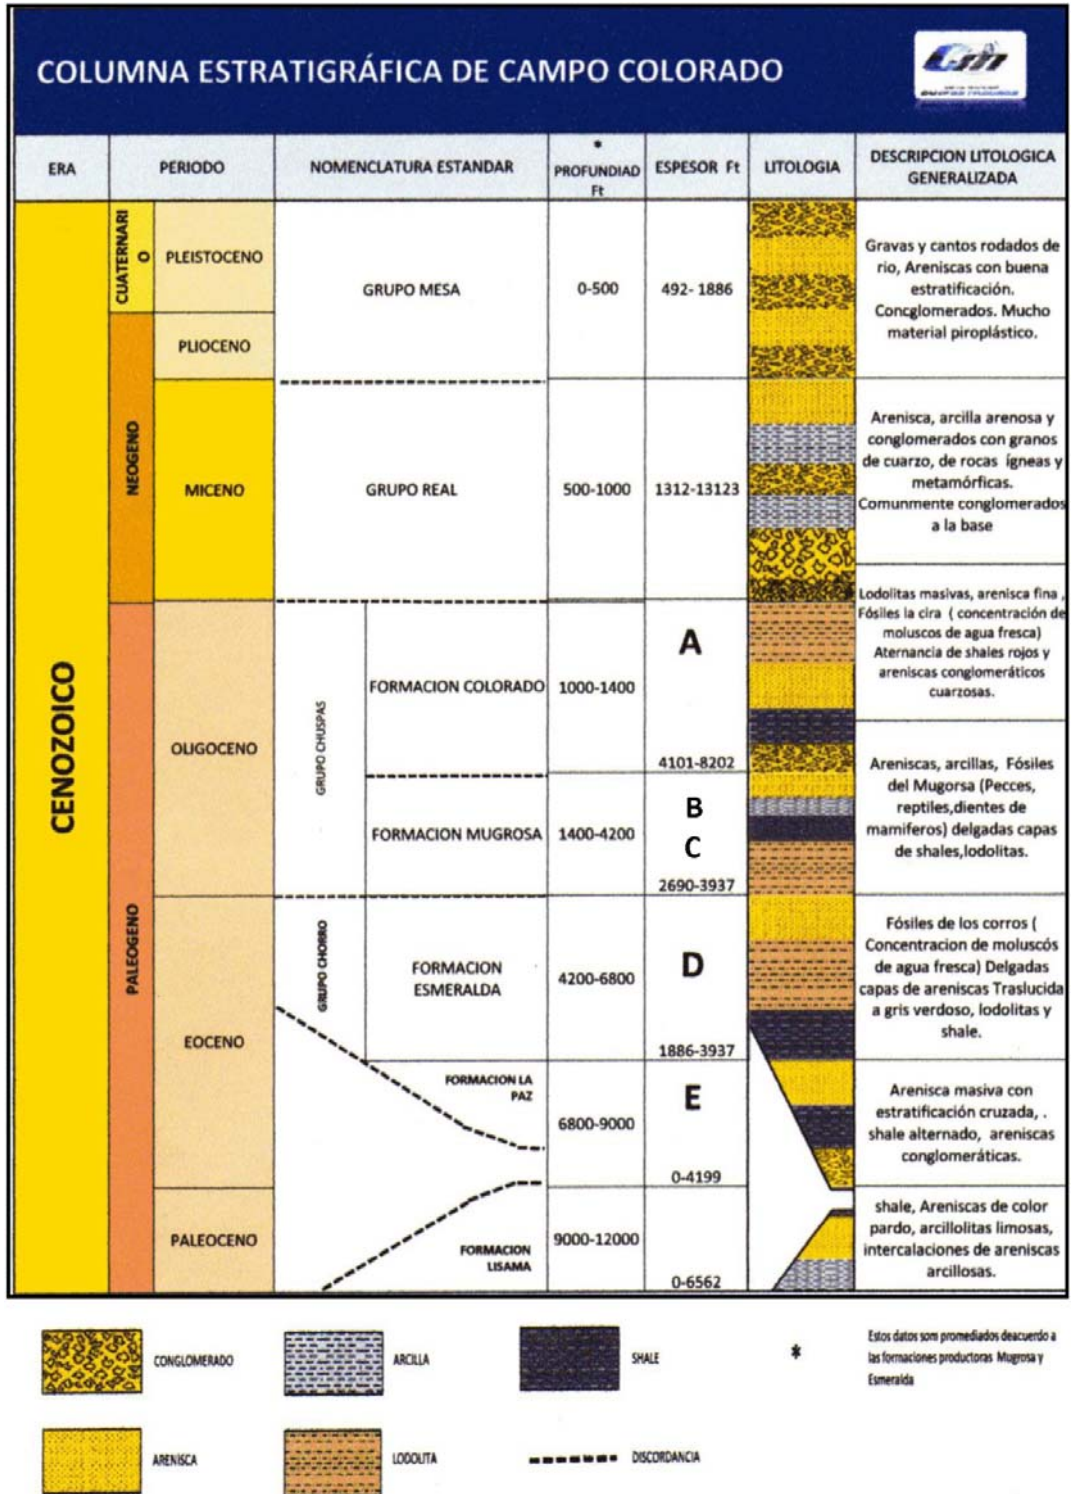 COLUMNA ESTRATIGRÁFICA DE CAMPO COLORADO
ERA
PERIODO
NOMENCLATURA ESTANDAR
*
PROFUNDIAD
Ft
ESPESOR Ft
LITOLOGIA
DESCRIPCION LITOLOGICA
GENERALIZADA
CENOZOICO
CUATERNARI
O
PLEISTOCENO
GRUPO MESA
0-500
492- 1886
Gravas y cantos rodados de
rio, Areniscas con buena
estratificación.
Concglomerados. Mucho
material piroplástico.
NEOGENO
PLIOCENO
MICENO
GRUPO REAL
500-1000
1312-13123
Arenisca, arcilla arenosa y
conglomerados con granos
de cuarzo, de rocas ígneas y
metamórficas.
Comunmente conglomerados
a la base
PALEOGENO
OLIGOCENO
GRUPO CHUSPAS
FORMACION COLORADO
1000-1400
A
4101-8202
Lodolitas masivas, arenisca fina ,
Fósiles la cira ( concentración de
moluscos de agua fresca)
Aternancia de shales rojos y
areniscas conglomeráticos
cuarzosas.
FORMACION MUGROSA
1400-4200
B
C
2690-3937
Areniscas, arcillas, Fósiles
del Mugorsa (Pecces,
reptiles,dientes de
mamiferos) delgadas capas
de shales,lodolitas.
EOCENO
GRUPO CHORRO
FORMACION
ESMERALDA
4200-6800
D
1886-3937
Fósiles de los corros (
Concentracion de moluscós
de agua fresca) Delgadas
capas de areniscas Traslucida
a gris verdoso, lodolitas y
shale.
FORMACION LA
PAZ
6800-9000
E
0-4199
Arenisca masiva con
estratificación cruzada, .
shale alternado, areniscas
conglomeráticas.
PALEOCENO
FORMACION
LISAMA
9000-12000
0-6562
shale, Areniscas de color
pardo, arcillolitas limosas,
intercalaciones de areniscas
arcillosas.
CONGLOMERADO
ARCILLA
SHALE
*
Estos datos som promediados deacuerdo a
las formaciones productoras Mugrosa y
Esmeralda
ARENISCA
LODOLITA
DISCORDANCIA